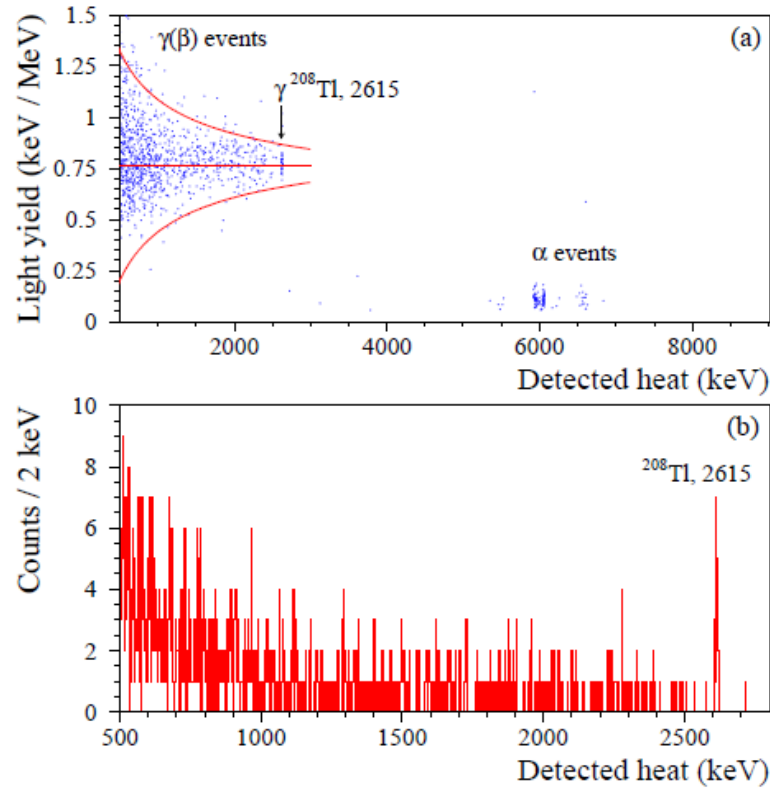 1.5
γ(β) events
(a)
1.25
γ ²⁰⁸Tl, 2615
1
0.75
0.5
α events
0.25
0
2000
4000
6000
8000
Light yield (keV / MeV)
Detected heat (keV)
10
(b)
²⁰⁸Tl, 2615
8
6
4
2
0
500
1000
1500
2000
2500
Counts / 2 keV
Detected heat (keV)